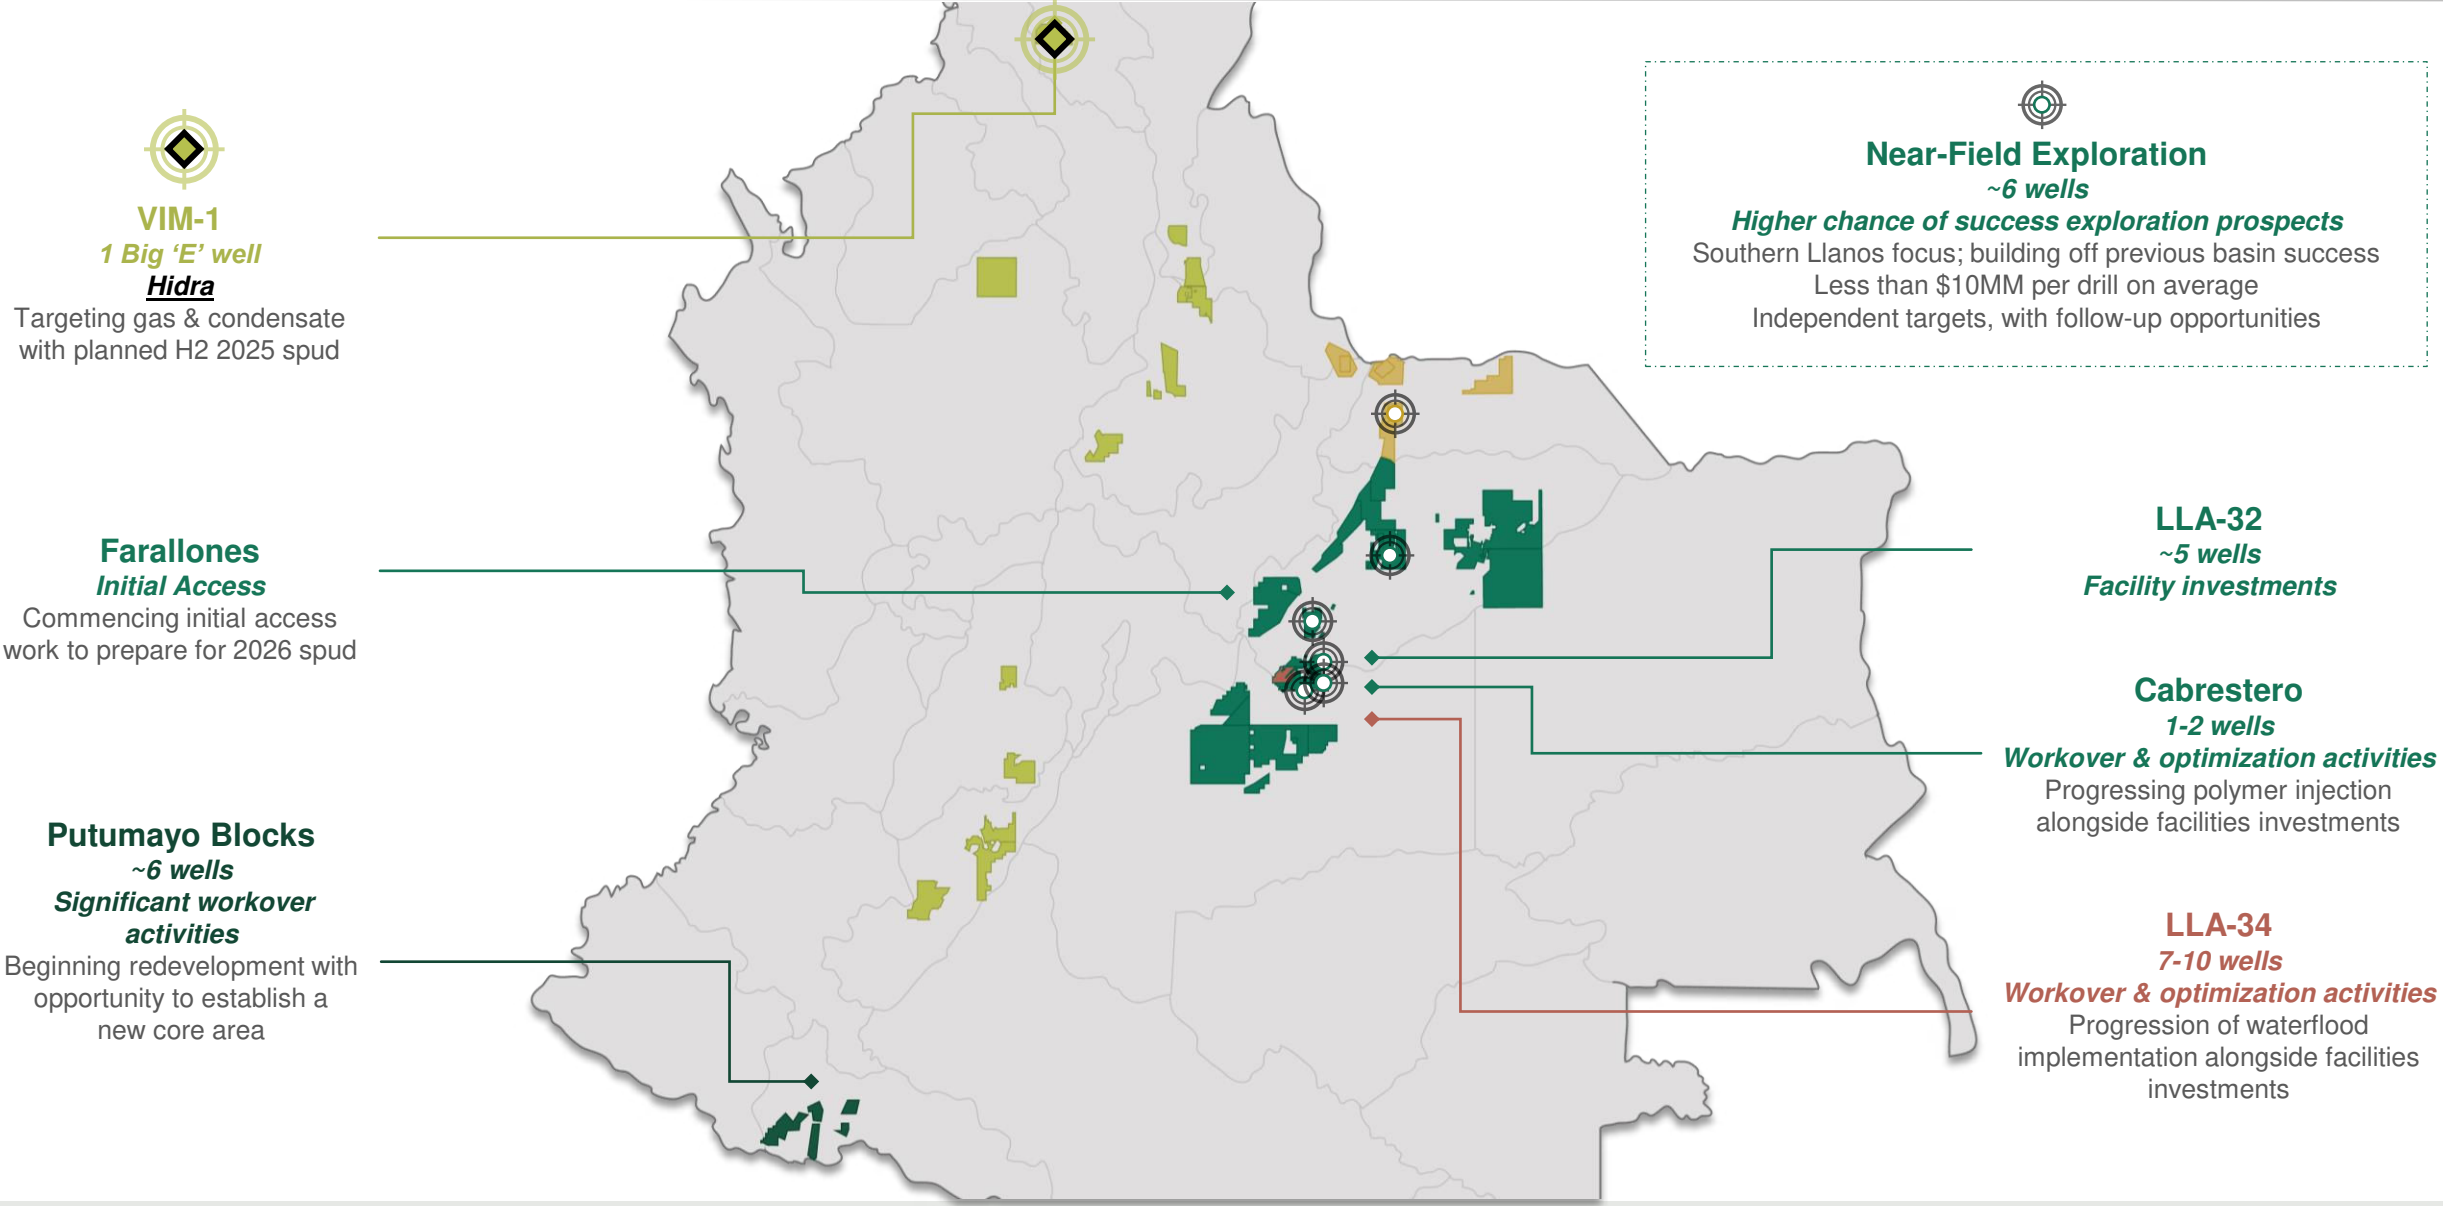 VIM-1
1 Big ‘E’ well
Hidra
Targeting gas & condensate
with planned H2 2025 spud
Farallones
Initial Access
Commencing initial access
work to prepare for 2026 spud
Putumayo Blocks
~6 wells
Significant workover
activities
Beginning redevelopment with
opportunity to establish a
new core area
Near-Field Exploration
~6 wells
Higher chance of success exploration prospects
Southern Llanos focus; building off previous basin success
Less than $10MM per drill on average
Independent targets, with follow-up opportunities
LLA-32
~5 wells
Facility investments
Cabrestero
1-2 wells
Workover & optimization activities
Progressing polymer injection
alongside facilities investments
LLA-34
7-10 wells
Workover & optimization activities
Progression of waterflood
implementation alongside facilities
investments